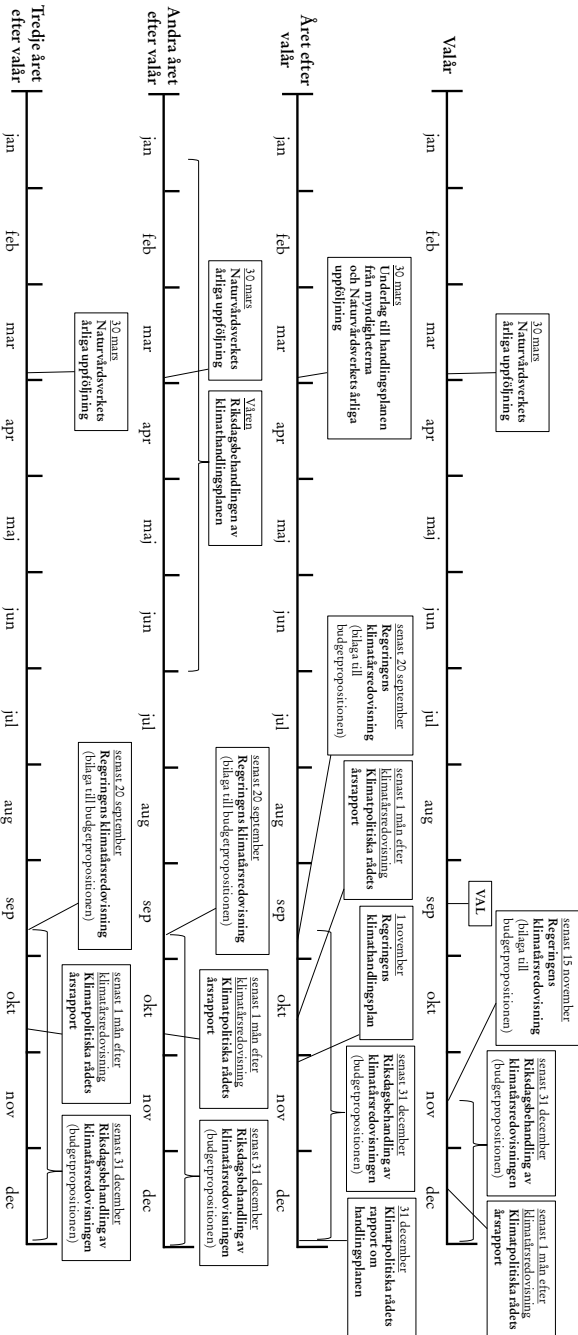 Valår
30 mars
Naturvårdsverkets
årliga uppföljning
VAL
senast 15 november
Regeringens
klimatårsredovisning
(bilaga till
budgetpropositionen)
senast 31 december
Riksdagsbehandling av
klimatårsredovisningen
(budgetpropositionen)
senast 1 mån efter
klimatårsredovisning
Klimatpolitiska rådets
årsrapport
jan feb mar apr maj jun jul aug sep okt nov dec
Året efter
valår
30 mars
Underlag till handlingsplanen
från myndigheterna
och Naturvårdsverkets årliga
uppföljning
senast 20 september
Regeringens
klimatårsredovisning
(bilaga till
budgetpropositionen)
senast 1 mån efter
klimatårsredovisning
Klimatpolitiska rådets
årsrapport
1 november
Regeringens
klimathandlingsplan
senast 31 december
Riksdagsbehandling av
klimatårsredovisningen
(budgetpropositionen)
31 december
Klimatpolitiska rådets
rapport om
handlingsplanen
jan feb mar apr maj jun jul aug sep okt nov dec
Andra året
efter valår
30 mars
Naturvårdsverkets
årliga uppföljning
Våren
Riksdagsbehandlingen av
klimathandlingsplanen
senast 20 september
Regeringens klimatårsredovisning
(bilaga till budgetpropositionen)
senast 1 mån efter
klimatårsredovisning
Klimatpolitiska rådets
årsrapport
senast 31 december
Riksdagsbehandling av
klimatårsredovisningen
(budgetpropositionen)
jan feb mar apr maj jun jul aug sep okt nov dec
Tredje året
efter valår
30 mars
Naturvårdsverkets
årliga uppföljning
senast 20 september
Regeringens klimatårsredovisning
(bilaga till budgetpropositionen)
senast 1 mån efter
klimatårsredovisning
Klimatpolitiska rådets
årsrapport
senast 31 december
Riksdagsbehandling av
klimatårsredovisningen
(budgetpropositionen)
jan feb mar apr maj jun jul aug sep okt nov dec